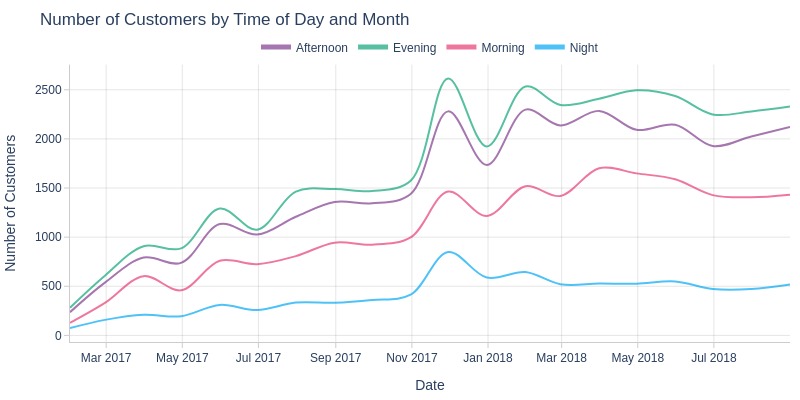 Number of Customers by Time of Day and Month
Afternoon Evening Morning Night
Number of Customers
2500
2000
1500
1000
500
0
Mar 2017 May 2017 Jul 2017 Sep 2017 Nov 2017 Jan 2018 Mar 2018 May 2018 Jul 2018
Date